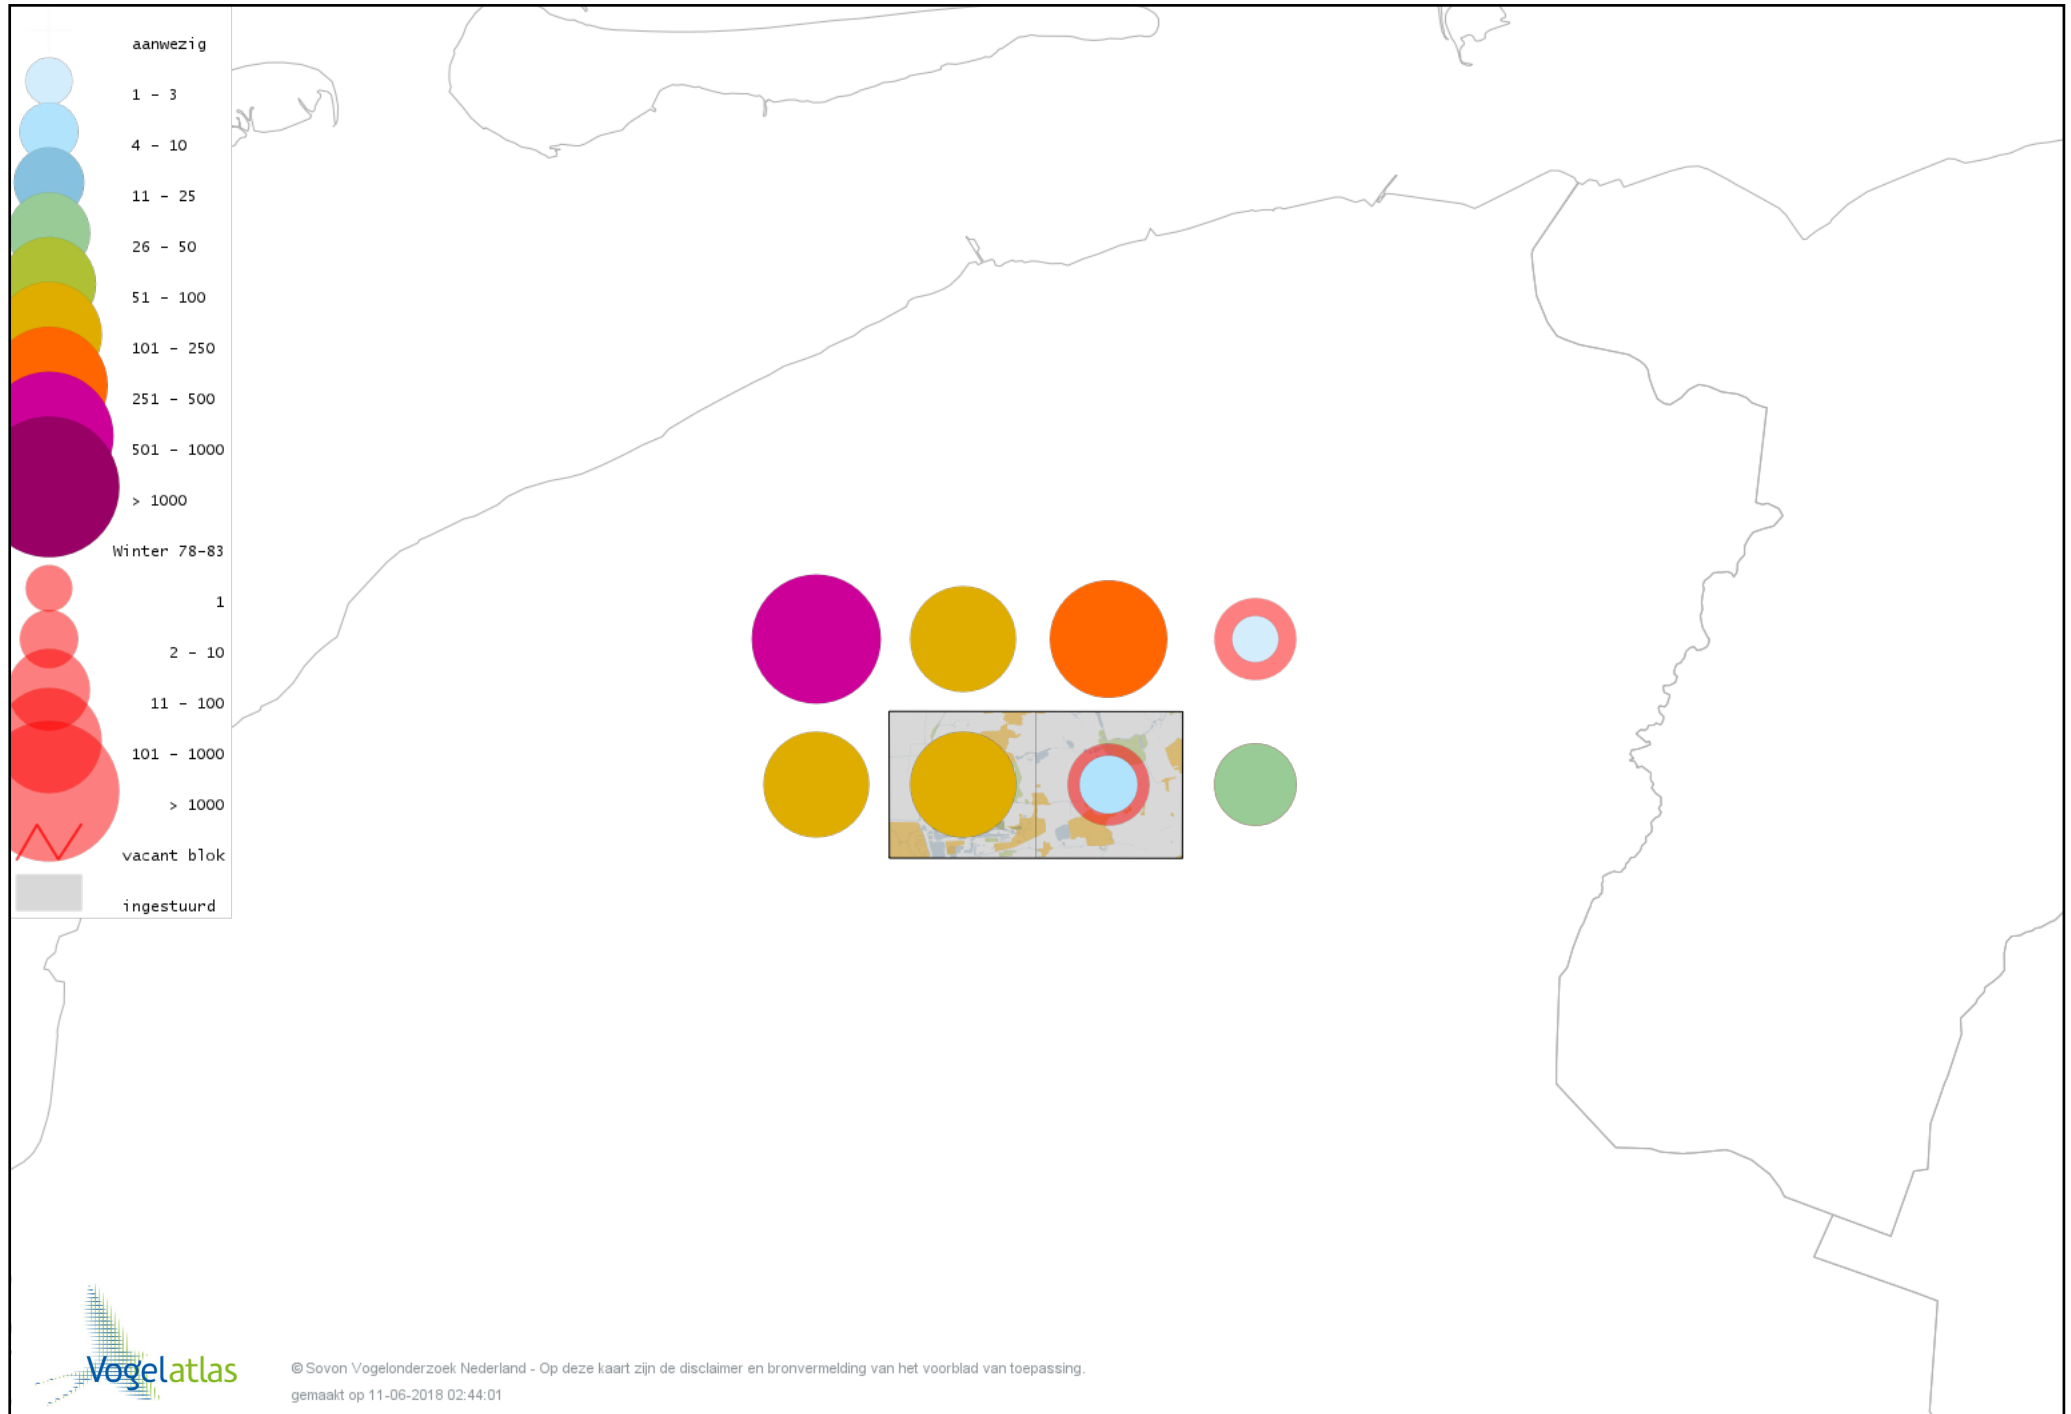 aanwezig
1 - 3
4 - 10
11 - 25
26 - 50
51 - 100
101 - 250
251 - 500
501 - 1000
> 1000
Winter 78-83
1
2 - 10
11 - 100
101 - 1000
> 1000
vacant blok
ingestuurd
Vogelatlas
© Sovon Vogelonderzoek Nederland - Op deze kaart zijn de disclaimer en bronvermelding van het voorblad van toepassing.
gemaakt op 11-06-2018 02:44:01